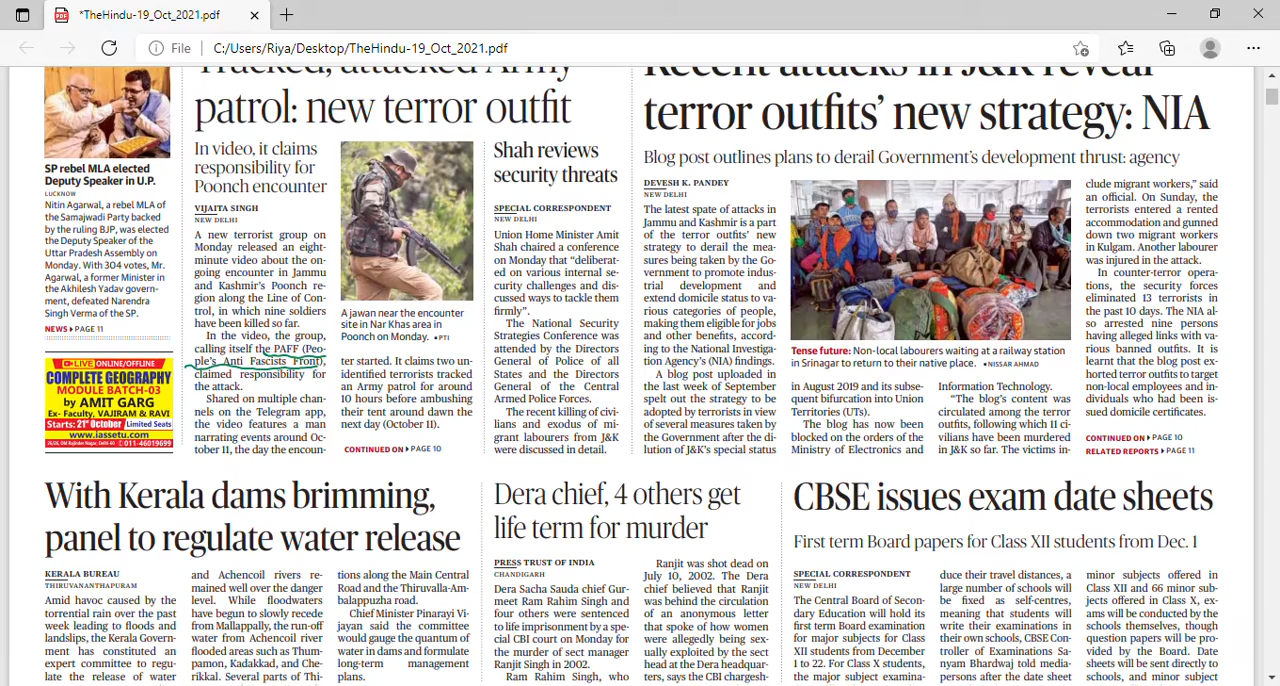 *TheHindu-19_Oct_2021.pdf
File
C:/Users/Riya/Desktop/TheHindu-19_Oct_2021.pdf
SP rebel MLA elected
Deputy Speaker in U.P.
LUCKNOW
Nitin Agarwal, a rebel MLA of
the Samajwadi Party backed
by the ruling BJP, was elected
the Deputy Speaker of the
Uttar Pradesh Assembly on
Monday. With 304 votes, Mr.
Agarwal, a former Minister in
the Akhilesh Yadav govern-
ment, defeated Narendra
Singh Verma of the SP.
NEWS PAGE 11
LIVE ONLINE/OFFLINE
COMPLETE GEOGRAPHY
MODULE BATCH-03
by AMIT GARG
Ex- Faculty, VAJIRAM & RAVI
Starts: 21st October Limited Seats
www.iassetu.com
011-46019699
Tracked, attacked Army
patrol: new terror outfit
In video, it claims
responsibility for
Poonch encounter
VIJAITA SINGH
NEW DELHI
A new terrorist group on
Monday released an eight-
minute video about the on-
going encounter in Jammu
and Kashmir's Poonch re-
gion along the Line of Con-
trol, in which nine soldiers
have been killed so far.
In the video, the group,
calling itself the PAFF (Peo-
ple's Anti Fascists Front),
claimed responsibility for
the attack.
Shared on multiple chan-
nels on the Telegram app,
the video features a man
narrating events around Oc-
tober 11, the day the encoun-
A jawan near the encounter
site in Nar Khas area in
Poonch on Monday. • PTI
ter started. It claims two un-
identified terrorists tracked
an Army patrol for around
10 hours before ambushing
their tent around dawn the
next day (October 11).
CONTINUED ON PAGE 10
Shah reviews
security threats
SPECIAL CORRESPONDENT
NEW DELHI
Union Home Minister Amit
Shah chaired a conference
on Monday that "deliberat-
ed on various internal se-
curity challenges and dis-
cussed ways to tackle them
firmly".
The National Security
Strategies Conference was
attended by the Directors
General of Police of all
States and the Directors
General of the Central
Armed Police Forces.
The recent killing of civi-
lians and exodus of mi-
grant labourers from J&K
were discussed in detail.
Recent attacks in J&K reveal
terror outfits' new strategy: NIA
Blog post outlines plans to derail Government's development thrust: agency
DEVESH K. PANDEY
NEW DELHI
The latest spate of attacks in
Jammu and Kashmir is a part
of the terror outfits' new
strategy to derail the mea-
sures being taken by the Go-
vernment to promote indus-
trial development and
extend domicile status to va-
rious categories of people,
making them eligible for jobs
and other benefits, accord-
ing to the National Investiga-
tion Agency's (NIA) findings.
A blog post uploaded in
the last week of September
spelt out the strategy to be
adopted by terrorists in view
of several measures taken by
the Government after the di-
lution of J&K's special status
Tense future: Non-local labourers waiting at a railway station
in Srinagar to return to their native place. • NISSAR AHMAD
in August 2019 and its subse-
quent bifurcation into Union
Territories (UTs).
The blog has now been
blocked on the orders of the
Ministry of Electronics and
Information Technology.
"The blog's content was
circulated among the terror
outfits, following which 11 ci-
vilians have been murdered
in J&K so far. The victims in-
clude migrant workers," said
an official. On Sunday, the
terrorists entered a rented
accommodation and gunned
down two migrant workers
in Kulgam. Another labourer
was injured in the attack.
In counter-terror opera-
tions, the security forces
eliminated 13 terrorists in
the past 10 days. The NIA al-
so arrested nine persons
having alleged links with va-
rious banned outfits. It is
learnt that the blog post ex-
horted terror outfits to target
non-local employees and in-
dividuals who had been is-
sued domicile certificates.
CONTINUED ON PAGE 10
RELATED REPORTS PAGE 11
With Kerala dams brimming,
panel to regulate water release
KERALA BUREAU
THIRUVANANTHAPURAM
Amid havoc caused by the
torrential rain over the past
week leading to floods and
landslips, the Kerala Govern-
ment has constituted an
expert committee to regu-
late the release of water
and Achencoil rivers re-
mained well over the danger
level. While floodwaters
have begun to slowly recede
from Mallappally, the run-off
water from Achencoil river
flooded areas such as Thum-
pamon, Kadakkad, and Che-
rikkal. Several parts of Thi-
tions along the Main Central
Road and the Thiruvalla-Am-
balappuzha road.
Chief Minister Pinarayi Vi-
jayan said the committee
would gauge the quantum of
water in dams and formulate
long-term management
plans.
Dera chief, 4 others get
life term for murder
PRESS TRUST OF INDIA
CHANDIGARH
Dera Sacha Sauda chief Gur-
meet Ram Rahim Singh and
four others were sentenced
to life imprisonment by a spe-
cial CBI court on Monday for
the murder of sect manager
Ranjit Singh in 2002.
Ram Rahim Singh, who
Ranjit was shot dead on
July 10, 2002. The Dera
chief believed that Ranjit
was behind the circulation
of an anonymous letter
that spoke of how women
were allegedly being sex-
ually exploited by the sect
head at the Dera headquar-
ters, says the CBI chargesh-
CBSE issues exam date sheets
First term Board papers for Class XII students from Dec. 1
SPECIAL CORRESPONDENT
NEW DELHI
The Central Board of Secon-
dary Education will hold its
first term Board examination
for major subjects for Class
XII students from December
1 to 22. For Class X students,
the major subject examina-
duce their travel distances, a
large number of schools will
be fixed as self-centres,
meaning that students will
write their examinations in
their own schools, CBSE Con-
troller of Examinations Sa-
nyam Bhardwaj told media-
persons after the date sheet
minor subjects offered in
Class XII and 66 minor sub-
jects offered in Class X, ex-
ams will be conducted by the
schools themselves, though
question papers will be pro-
vided by the Board. Date
sheets will be sent directly to
schools, and minor subject